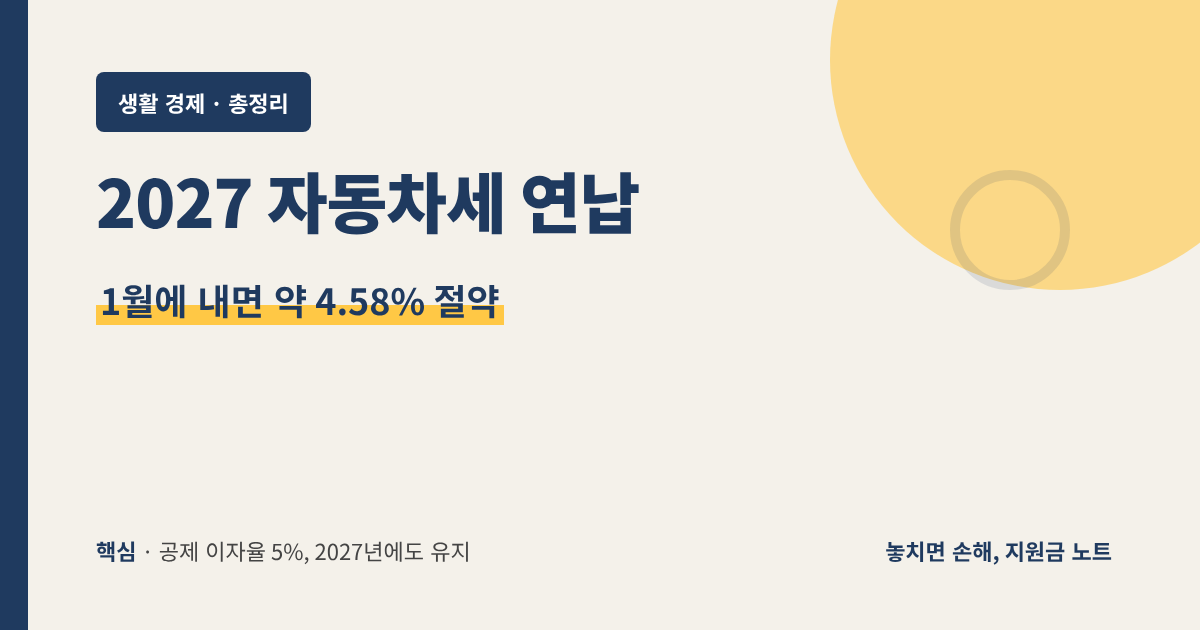 생활 경제 · 총정리
2027 자동차세 연납
1월에 내면 약 4.58% 절약
핵심 · 공제 이자율 5%, 2027년에도 유지
놓치면 손해, 지원금 노트